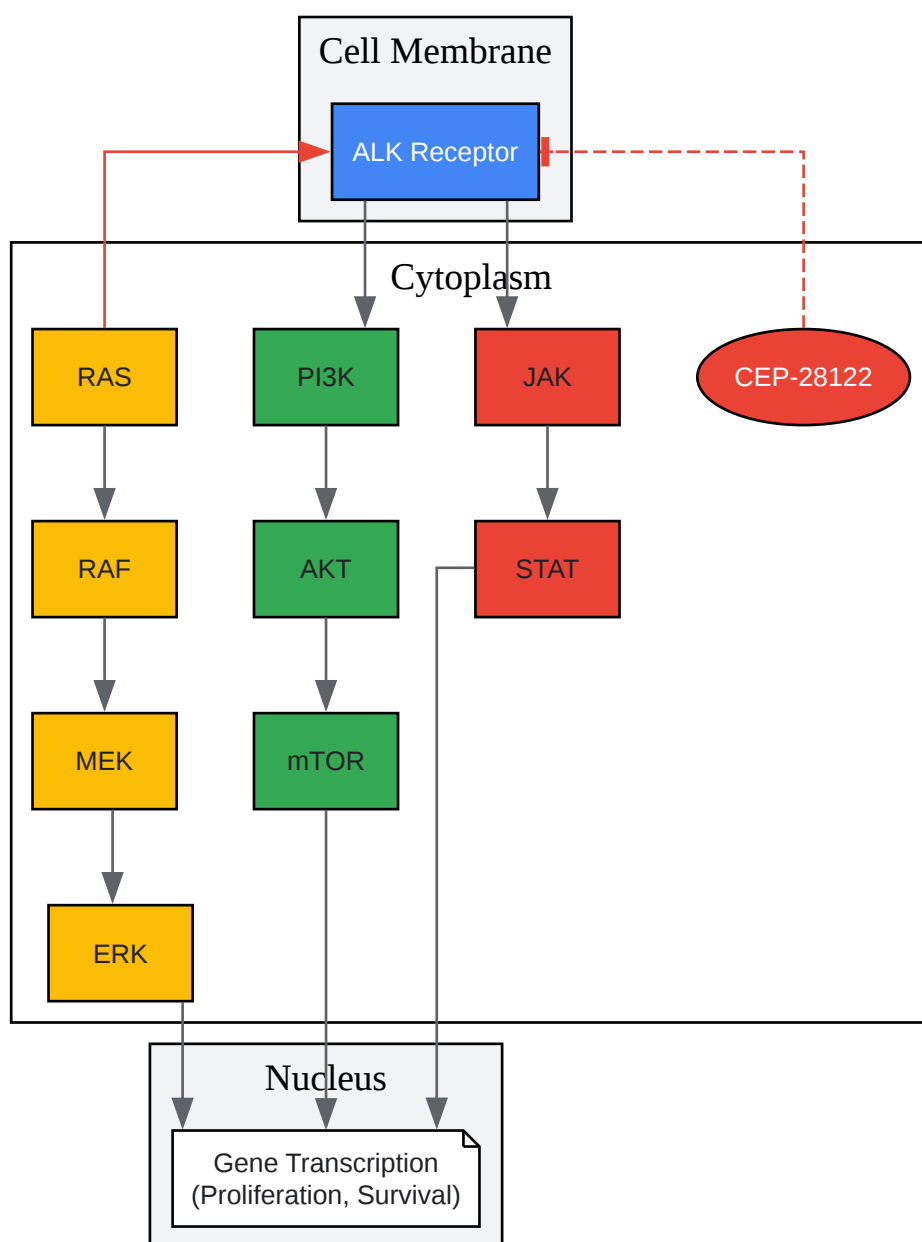 Cell Membrane
ALK Receptor
Cytoplasm
RAS
PI3K
JAK
CEP-28122
RAF
AKT
STAT
MEK
mTOR
ERK
Nucleus
Gene Transcription
(Proliferation, Survival)